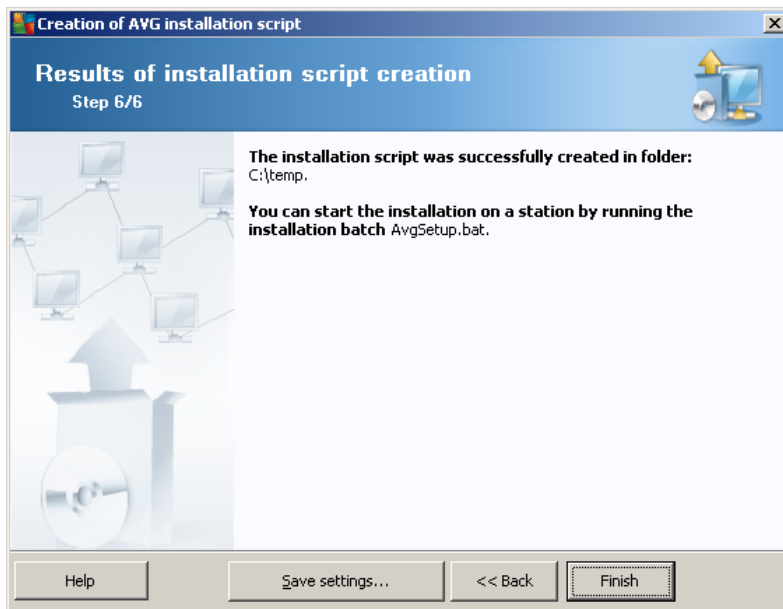 Creation of AVG installation script
Results of installation script creation
Step 6/6
The installation script was successfully created in folder:
C:\temp.
You can start the installation on a station by running the
installation batch AvgSetup.bat.
Help
Save settings...
<< Back
Finish